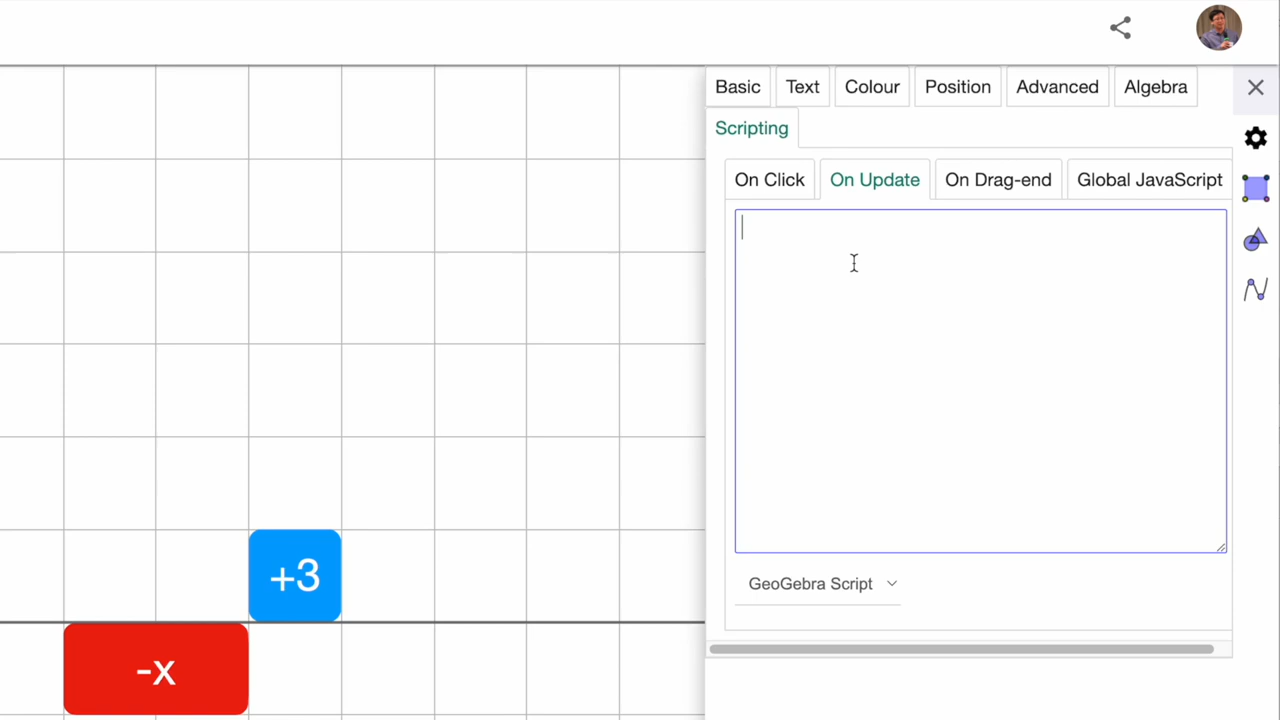 Basic Text Colour Position Advanced Algebra
Scripting
On Click On Update On Drag-end Global JavaScript
+3
GeoGebra Script
-x